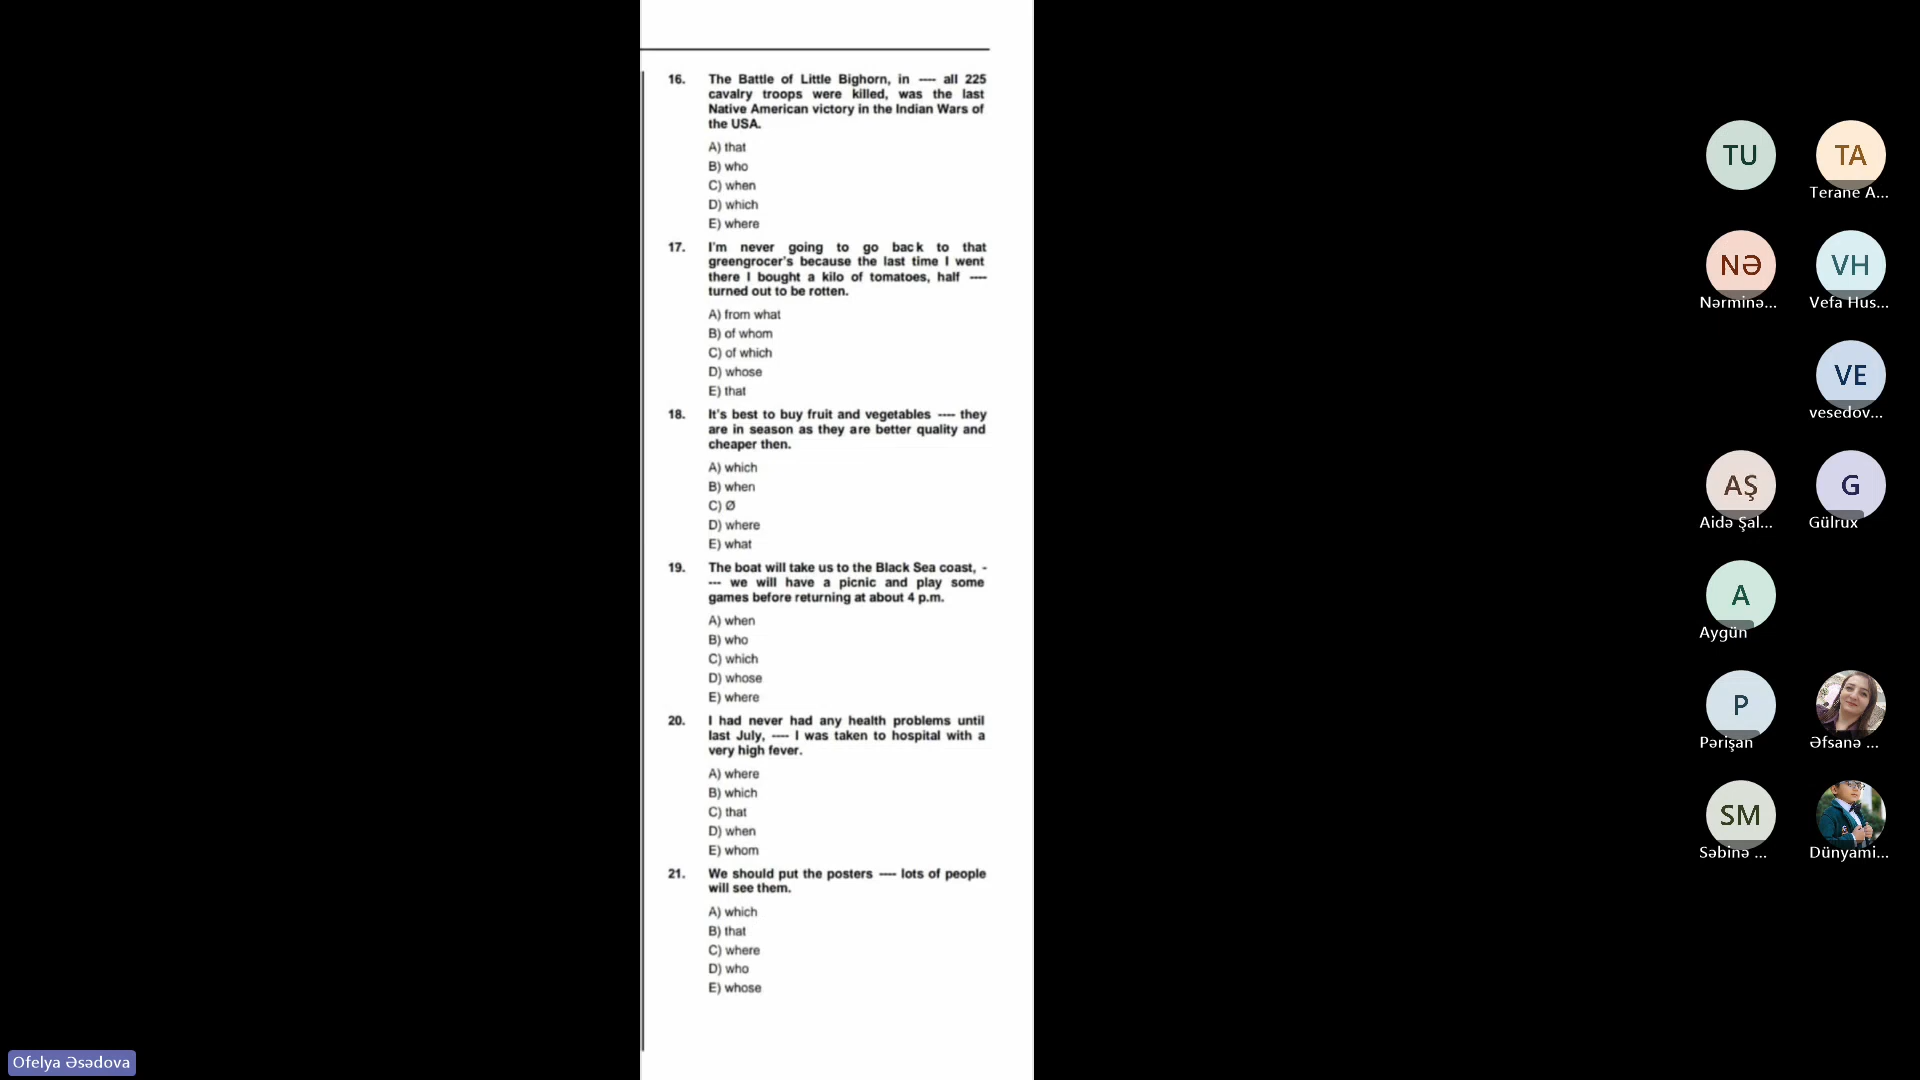 16. The Battle of Little Bighorn, in ---- all 225
cavalry troops were killed, was the last
Native American victory in the Indian Wars of
the USA.
A) that
B) who
C) when
D) which
E) where
17. I'm never going to go back to that
greengrocer's because the last time I went
there I bought a kilo of tomatoes, half ----
turned out to be rotten.
A) from what
B) of whom
C) of which
D) whose
E) that
18. It's best to buy fruit and vegetables ---- they
are in season as they are better quality and
cheaper then.
A) which
B) when
C) Ø
D) where
E) what
19. The boat will take us to the Black Sea coast, -
--- we will have a picnic and play some
games before returning at about 4 p.m.
A) when
B) who
C) which
D) whose
E) where
20. I had never had any health problems until
last July, ---- I was taken to hospital with a
very high fever.
A) where
B) which
C) that
D) when
E) whom
21. We should put the posters ---- lots of people
will see them.
A) which
B) that
C) where
D) who
E) whose
TU
TA
Terane A...
NƏ
VH
Nərminə...
Vefa Hus...
VE
vesedov...
AŞ
G
Aidə Şal...
Gülrux
A
Aygün
P
Pərişan
Əfsanə ...
SM
Səbinə ...
Dünyami...
Ofelya Əsədova